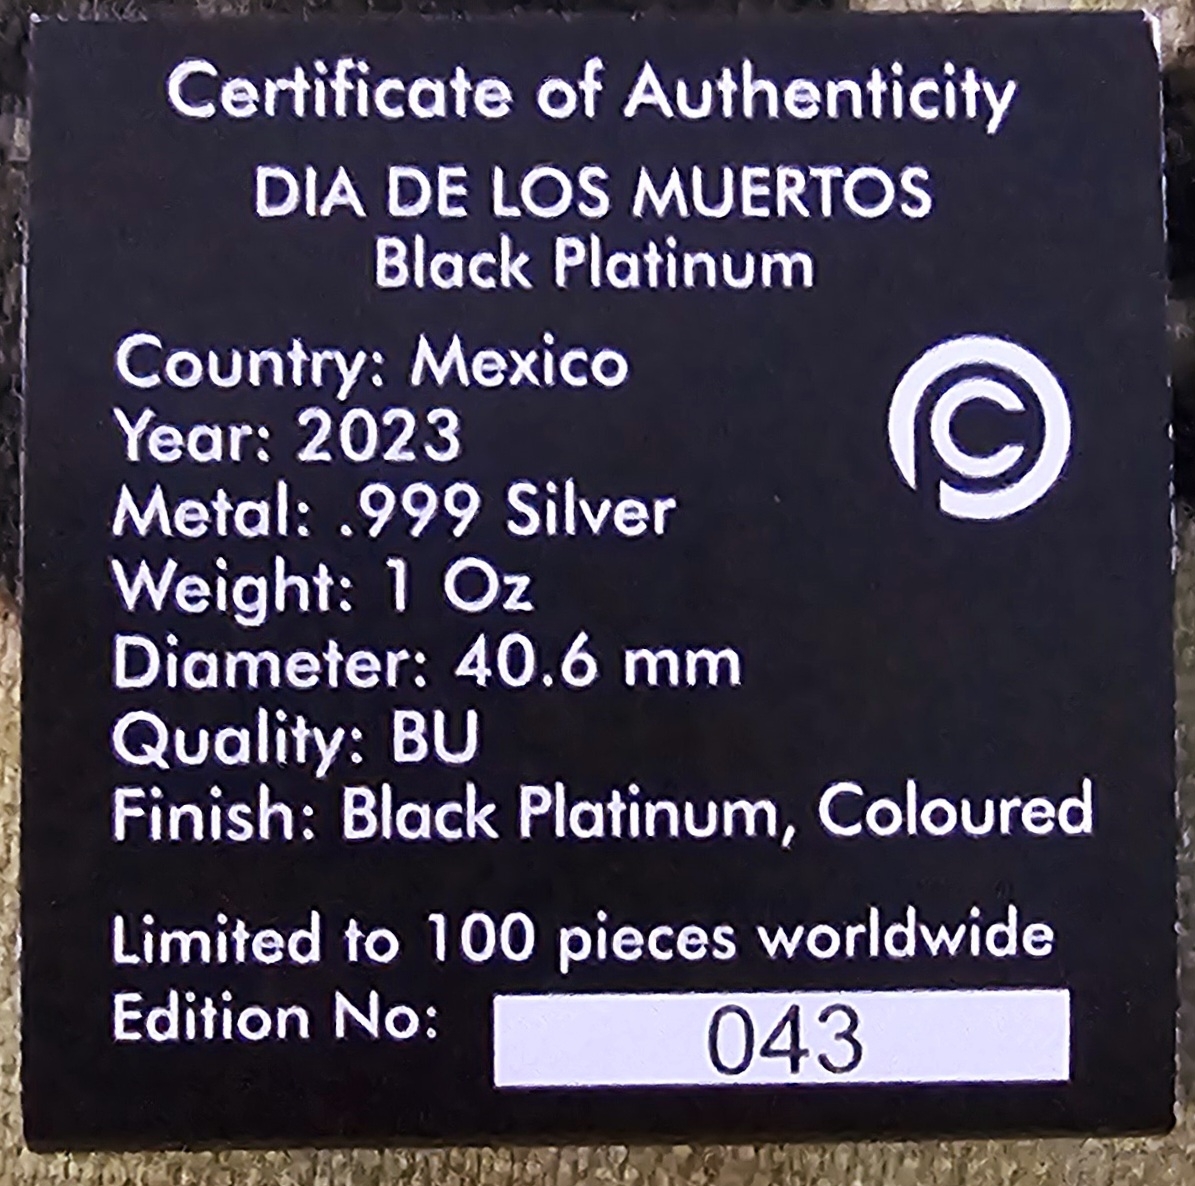 Certificate of Authenticity
DIA DE LOS MUERTOS
Black Platinum
Country: Mexico
Year: 2023
Metal: .999 Silver
Weight: 1 Oz
Diameter: 40.6 mm
Quality: BU
Finish: Black Platinum, Coloured
Limited to 100 pieces worldwide
Edition No: 043